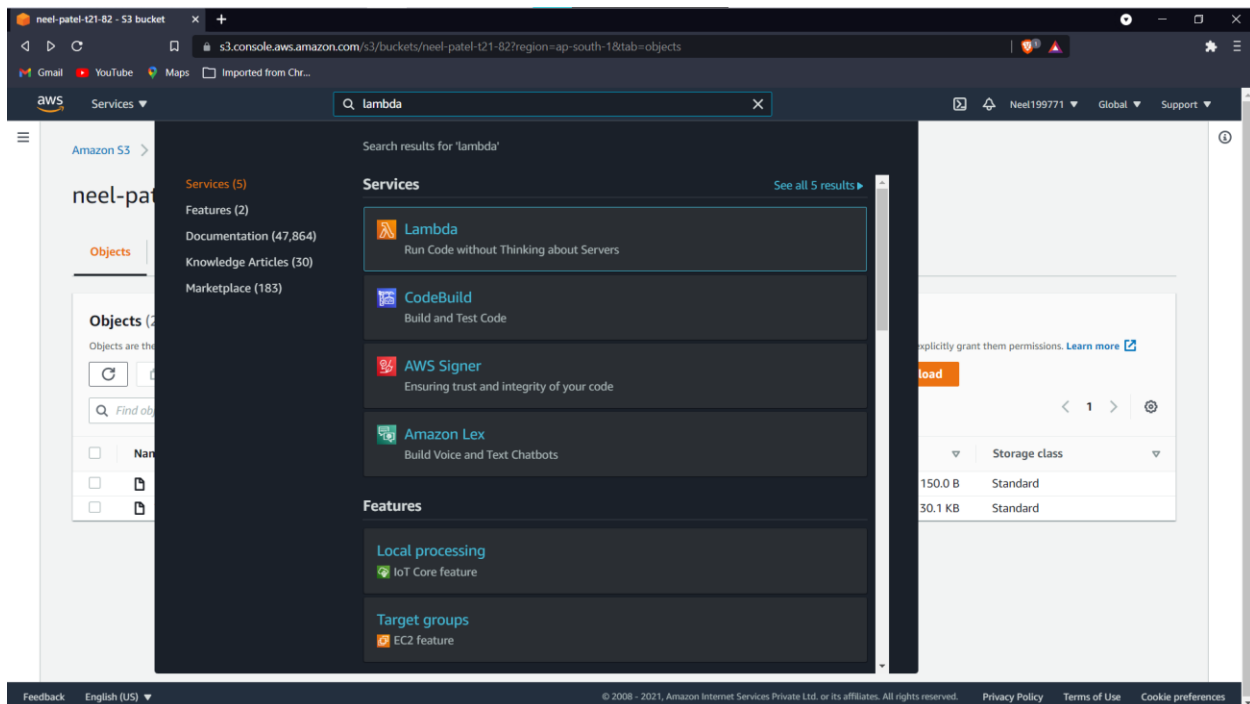 neel-patel-t21-82 - S3 bucket
s3.console.aws.amazon.com/s3/buckets/neel-patel-t21-82?region=ap-south-1&tab=objects
Gmail YouTube Maps Imported from Chr...
aws Services lambda Neel199771 Global Support
Search results for 'lambda'
Amazon S3
Services (5)
Features (2)
Documentation (47,864)
Knowledge Articles (30)
Marketplace (183)
Services See all 5 results
Lambda
Run Code without Thinking about Servers
CodeBuild
Build and Test Code
AWS Signer
Ensuring trust and integrity of your code
Amazon Lex
Build Voice and Text Chatbots
Features
Local processing
IoT Core feature
Target groups
EC2 feature
neel-pat
Objects
Objects (2
Objects are the
explicitly grant them permissions. Learn more
load
Find obj
1
Nan
Storage class
150.0 B Standard
30.1 KB Standard
Feedback English (US) © 2008 - 2021, Amazon Internet Services Private Ltd. or its affiliates. All rights reserved. Privacy Policy Terms of Use Cookie preferences